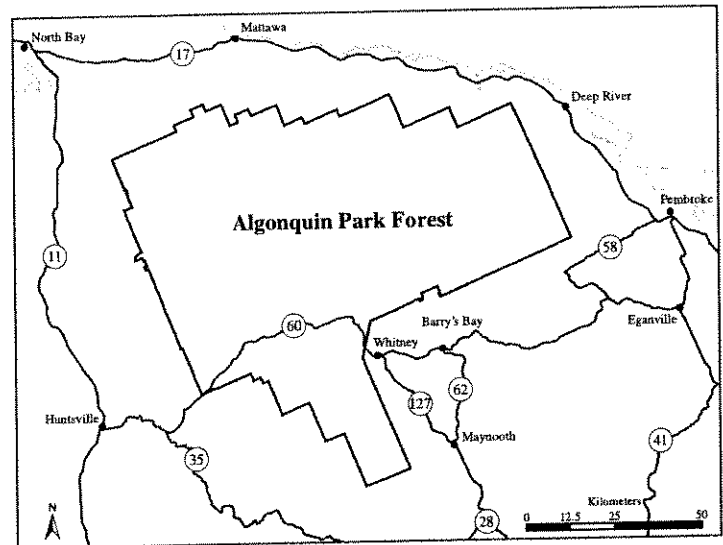 North Bay
Mattawa
17
Deep River
Algonquin Park Forest
Pembroke
11
58
60
Barry's Bay
Eganville
Whitney
62
127
Huntsville
Maynooth
35
41
N
Kilometers
28
0 12.5 25 50